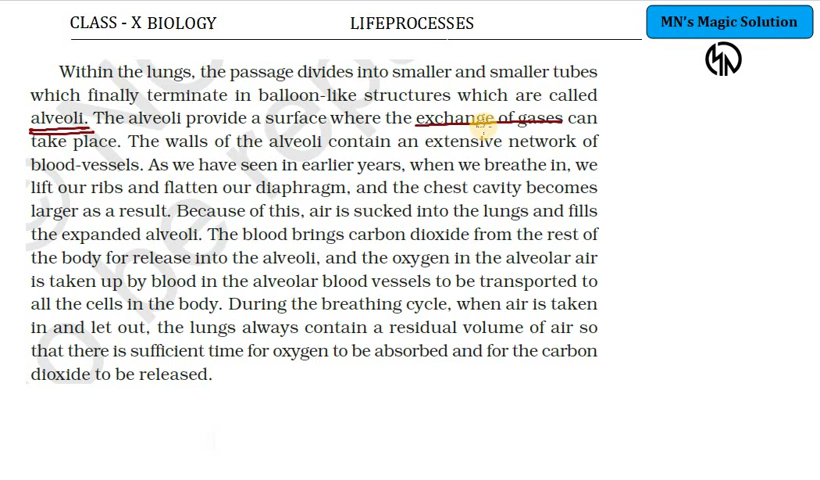 CLASS - X BIOLOGY LIFEPROCESSES
MN's Magic Solution
Within the lungs, the passage divides into smaller and smaller tubes
which finally terminate in balloon-like structures which are called
alveoli. The alveoli provide a surface where the exchange of gases can
take place. The walls of the alveoli contain an extensive network of
blood-vessels. As we have seen in earlier years, when we breathe in, we
lift our ribs and flatten our diaphragm, and the chest cavity becomes
larger as a result. Because of this, air is sucked into the lungs and fills
the expanded alveoli. The blood brings carbon dioxide from the rest of
the body for release into the alveoli, and the oxygen in the alveolar air
is taken up by blood in the alveolar blood vessels to be transported to
all the cells in the body. During the breathing cycle, when air is taken
in and let out, the lungs always contain a residual volume of air so
that there is sufficient time for oxygen to be absorbed and for the carbon
dioxide to be released.